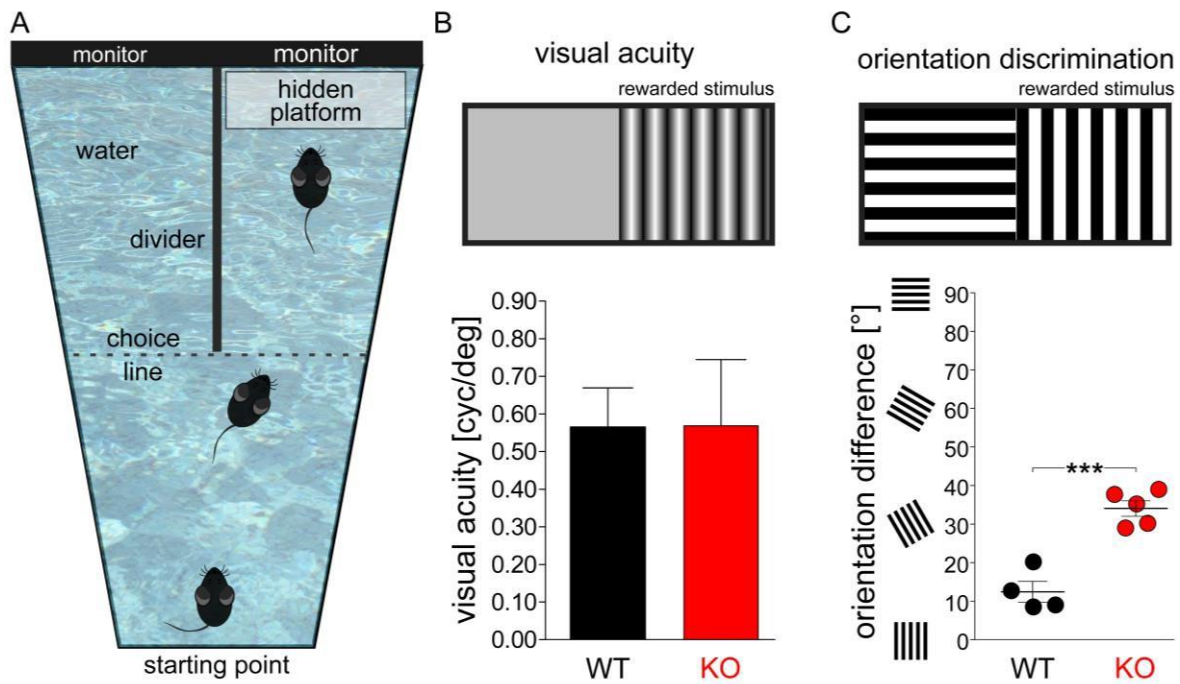 A
monitor
monitor
hidden
platform
water
divider
choice
line
starting point
B
visual acuity
rewarded stimulus
visual acuity [cyc/deg]
0.90
0.80
0.70
0.60
0.50
0.40
0.30
0.20
0.10
0.00
WT
KO
C
orientation discrimination
rewarded stimulus
orientation difference [°]
90
80
70
60
50
40
30
20
10
0
***
WT
KO